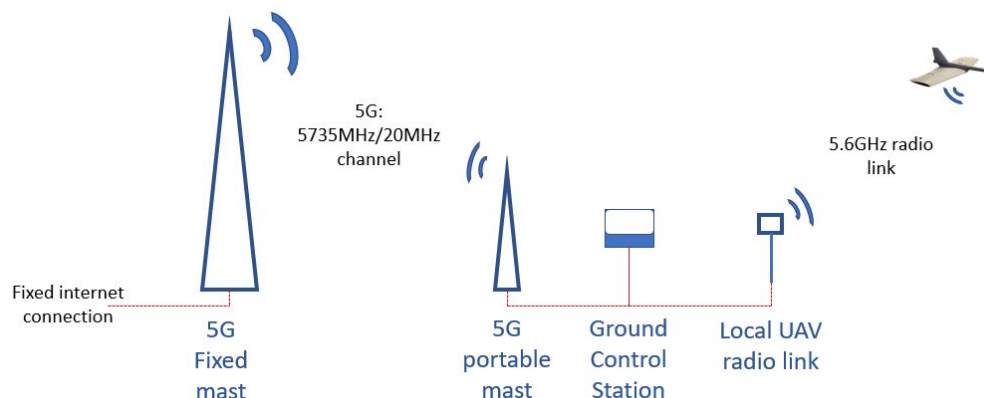 5G:
5735MHz/20MHz
channel
5.6GHz radio
link
Fixed internet
connection
5G
Fixed
mast
5G
portable
mast
Ground
Control
Station
Local UAV
radio link